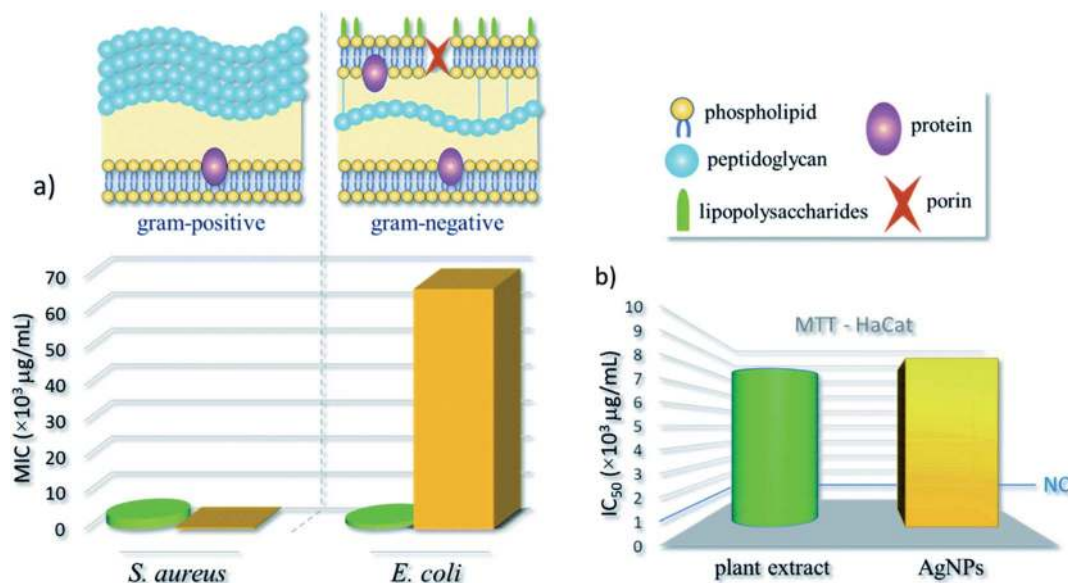 a)
gram-positive
gram-negative
phospholipid
peptidoglycan
lipopolysaccharides
protein
porin
MIC (×10³ µg/mL)
70
60
50
40
30
20
10
0
S. aureus
E. coli
b)
MTT - HaCat
IC₅₀ (×10³ µg/mL)
10
9
8
7
6
5
4
3
2
1
0
NC
plant extract
AgNPs